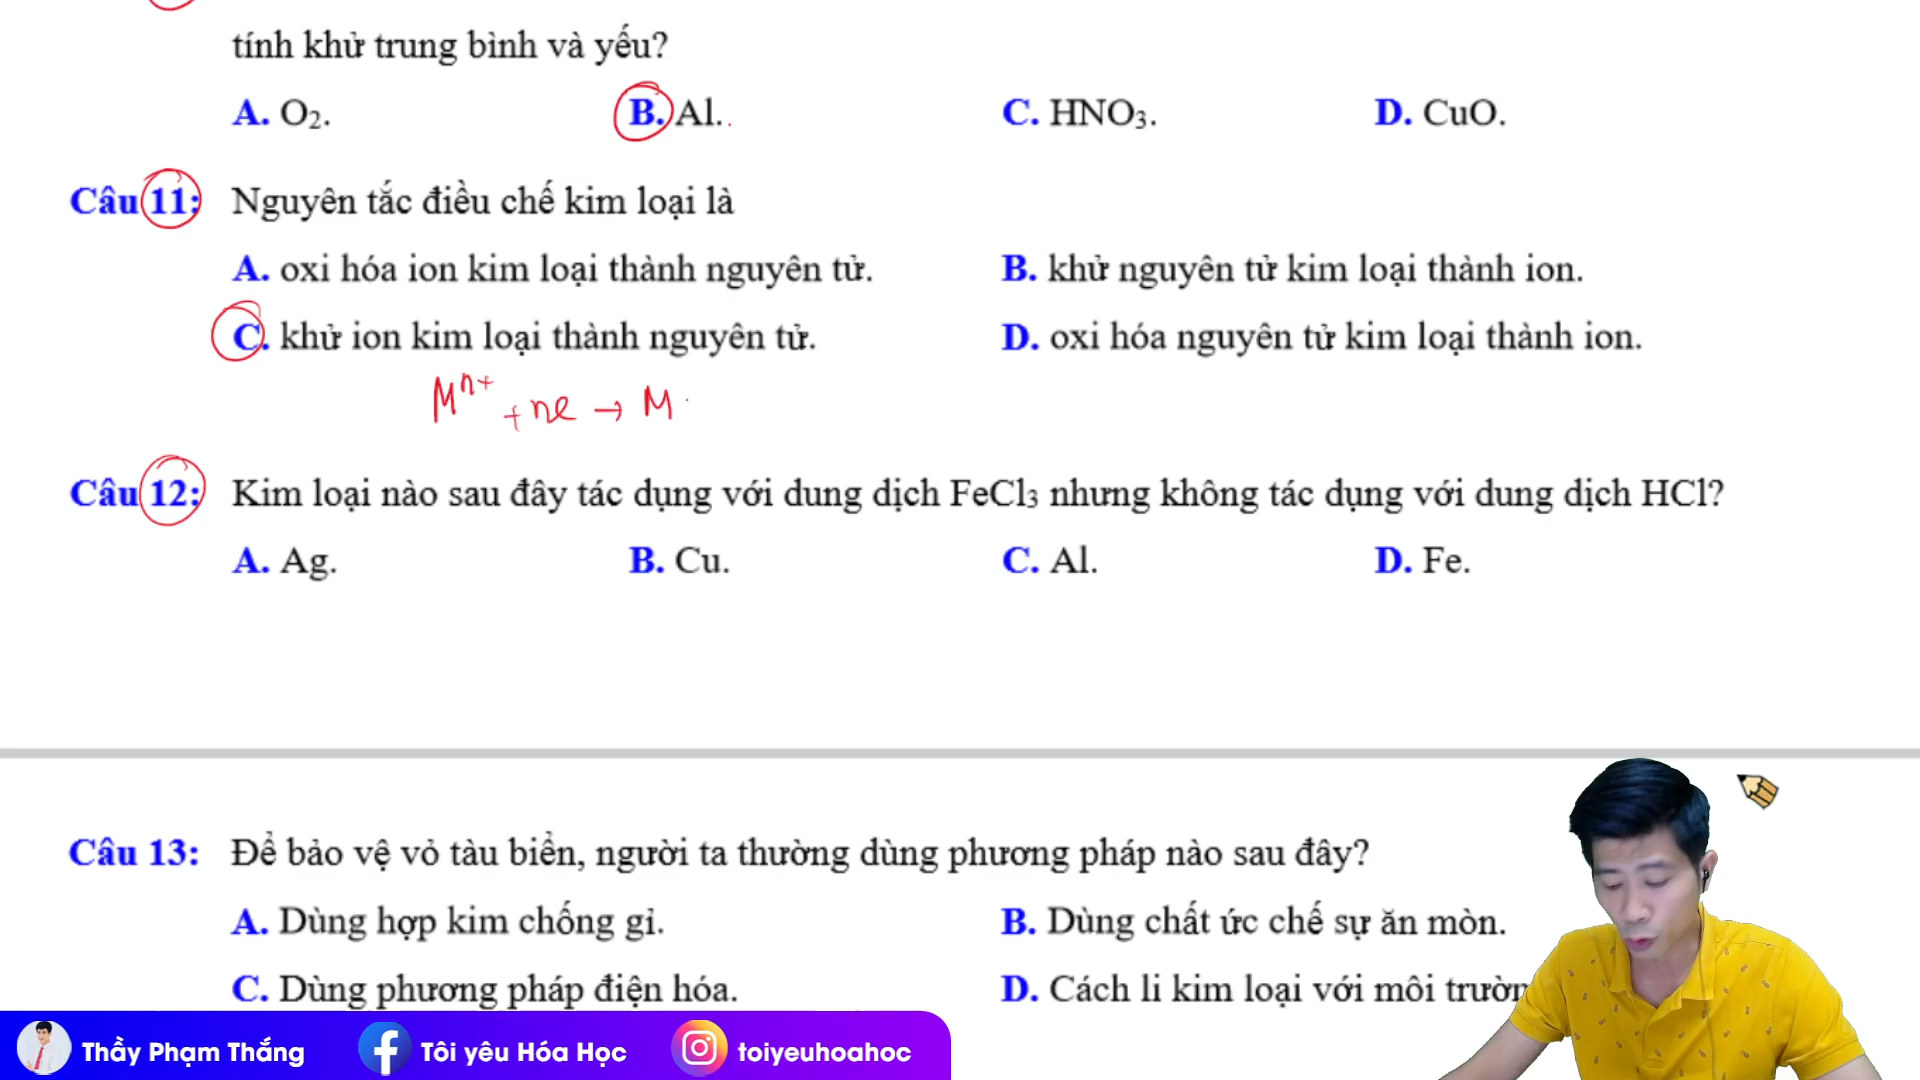 tính khử trung bình và yếu?
A. O₂. B. Al. C. HNO₃. D. CuO.
Câu 11: Nguyên tắc điều chế kim loại là
A. oxi hóa ion kim loại thành nguyên tử. B. khử nguyên tử kim loại thành ion.
C. khử ion kim loại thành nguyên tử. D. oxi hóa nguyên tử kim loại thành ion.
Mⁿ⁺ + ne → M
Câu 12: Kim loại nào sau đây tác dụng với dung dịch FeCl₃ nhưng không tác dụng với dung dịch HCl?
A. Ag. B. Cu. C. Al. D. Fe.
Câu 13: Để bảo vệ vỏ tàu biển, người ta thường dùng phương pháp nào sau đây?
A. Dùng hợp kim chống gỉ. B. Dùng chất ức chế sự ăn mòn.
C. Dùng phương pháp điện hóa. D. Cách li kim loại với môi
Thầy Phạm Thắng Tôi yêu Hóa Học toiyeuhoahoc